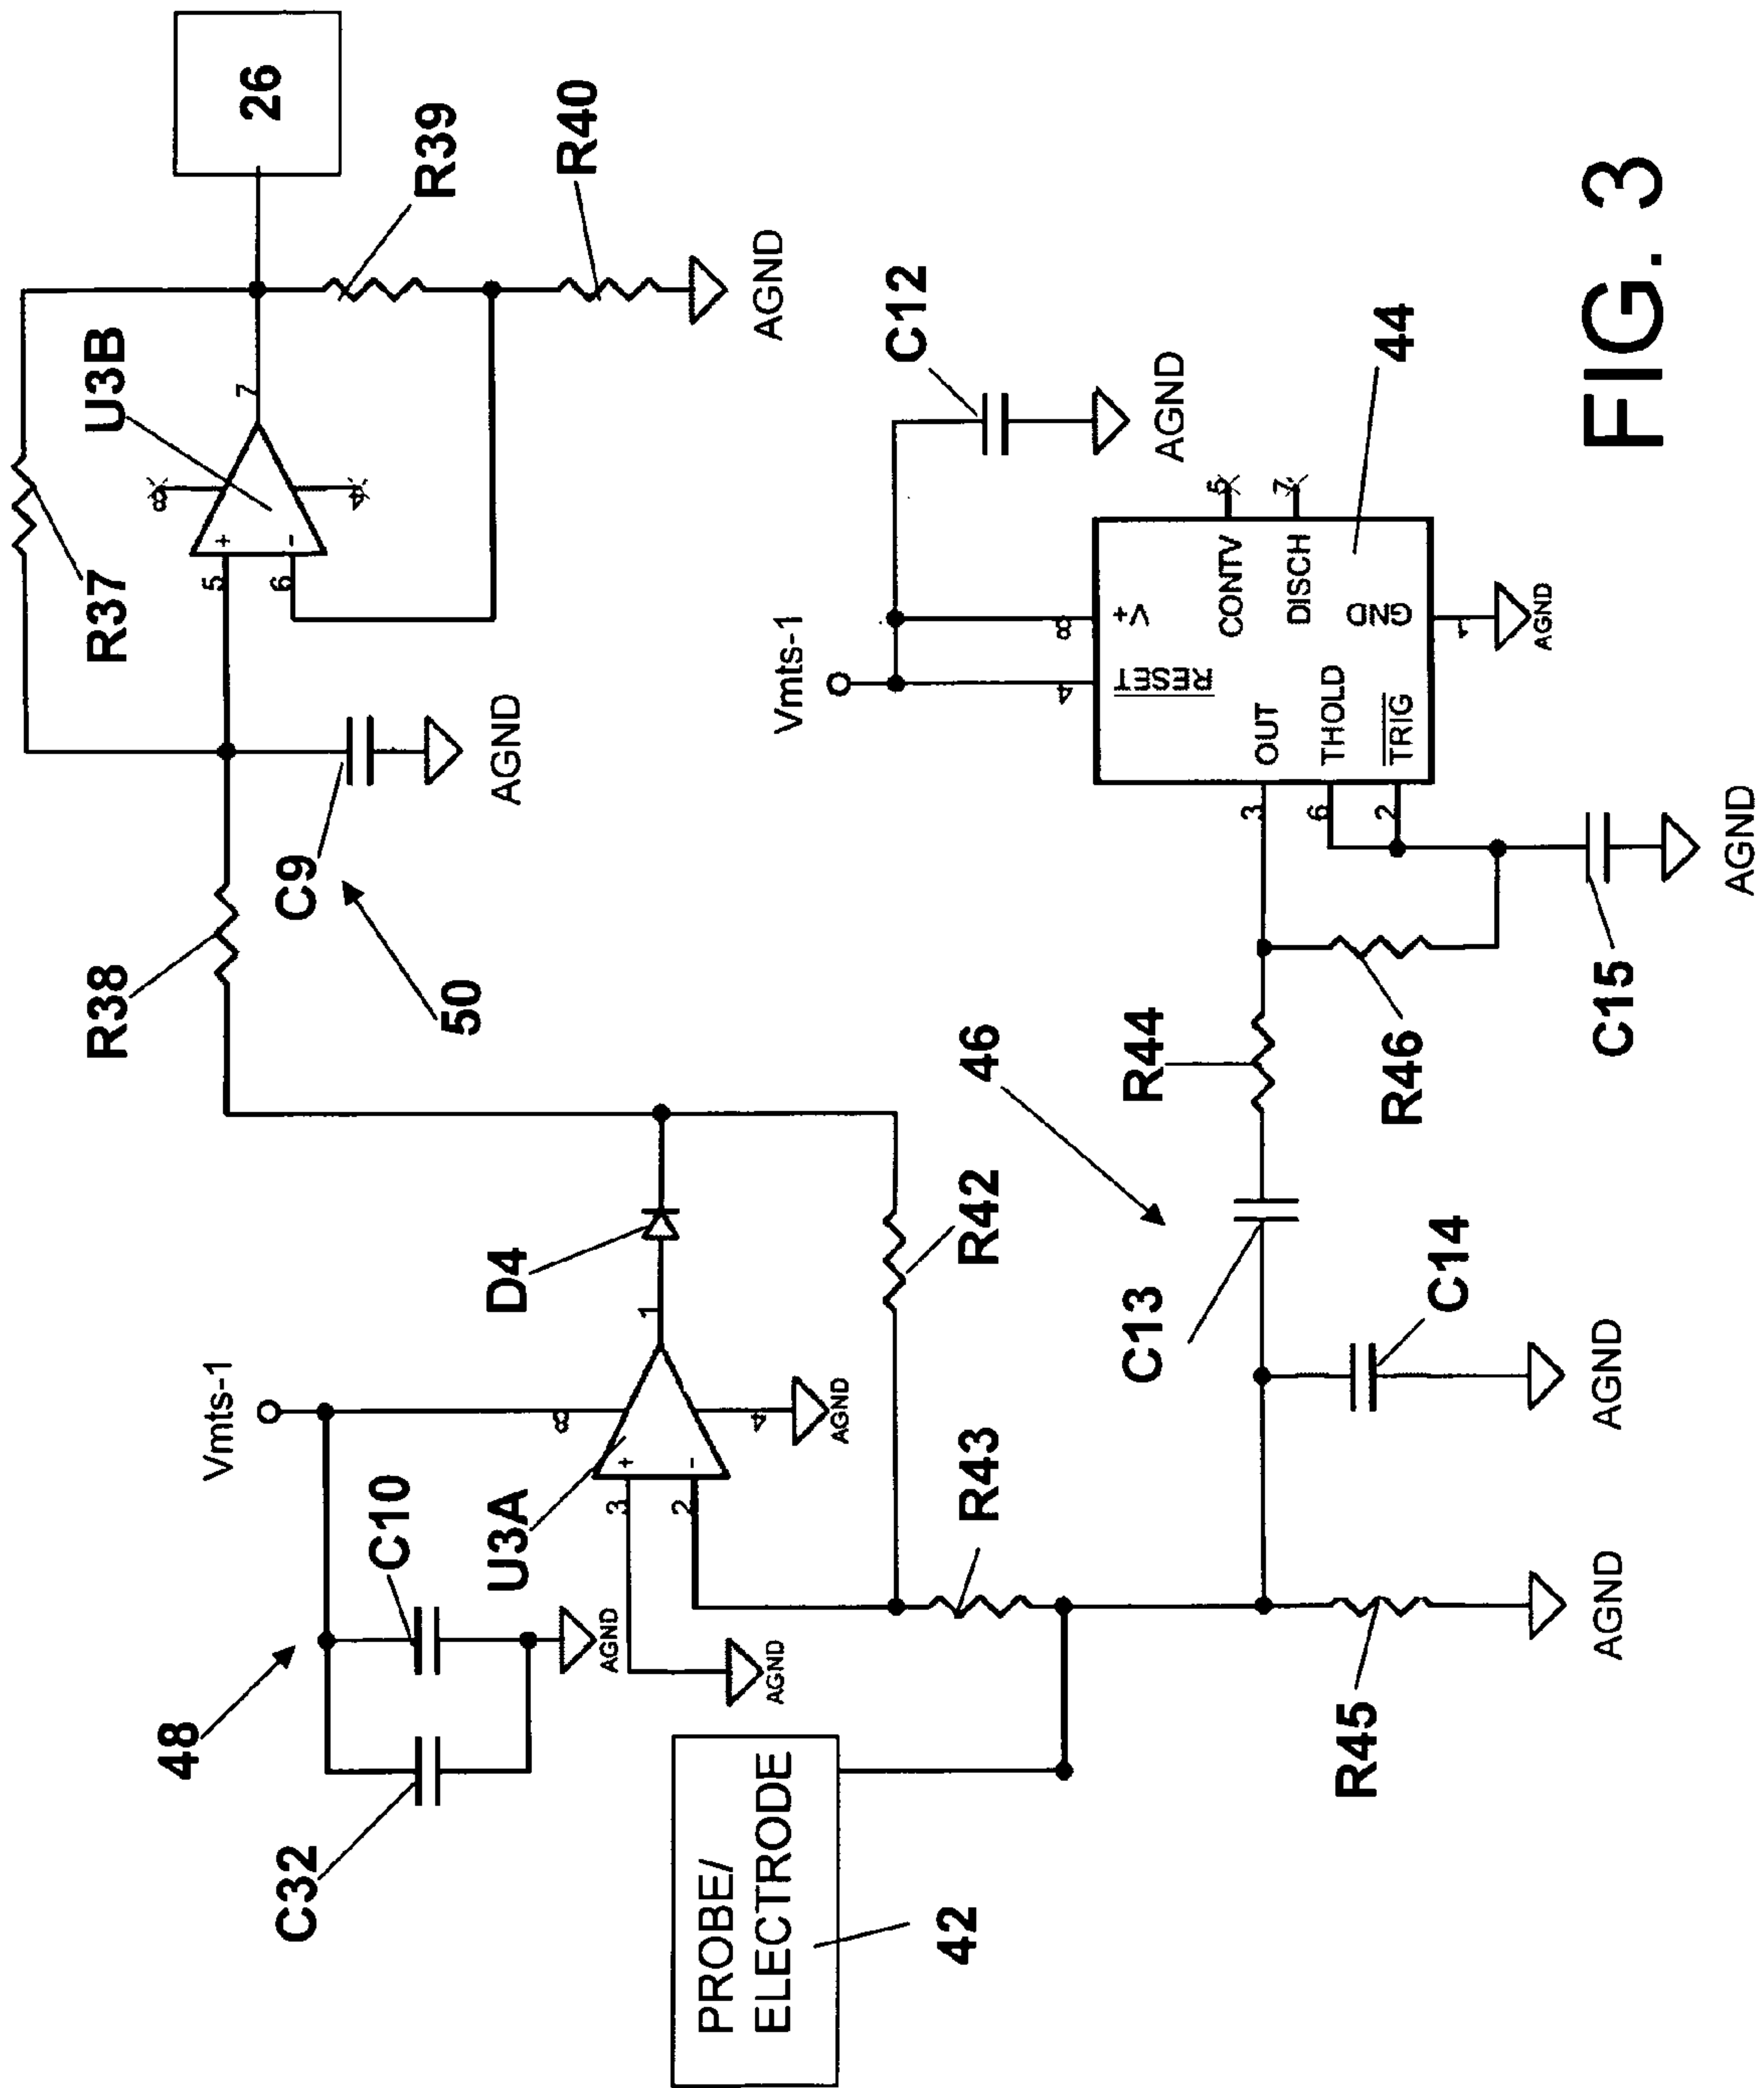 48
C32
C10
Vmts-1
AGND
U3A
3
+
2
-
8
4
AGND
AGND
1
D4
R42
R43
PROBE/
ELECTRODE
42
R38
C9
50
AGND
R37
U3B
5
+
6
-
8
4
7
26
R39
R40
AGND
R45
AGND
C13
C14
AGND
46
R44
R46
C15
AGND
Vmts-1
C12
AGND
4
8
RESET
V+
3
OUT
6
THOLD
2
TRIG
CONTV
5
DISCH
7
GND
1
AGND
44
FIG. 3